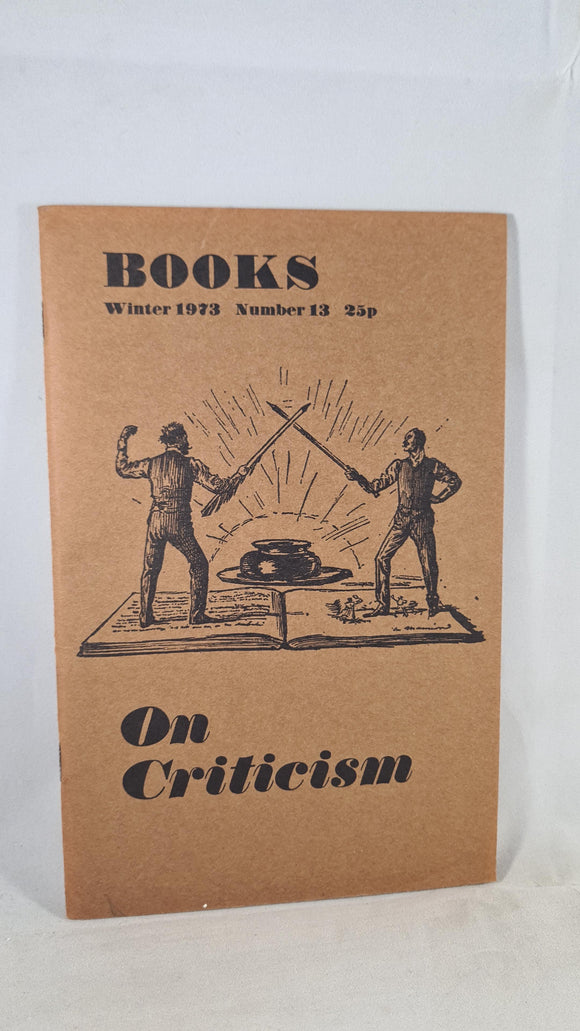 BOOKS
Winter 1973 Number 13 25p
On
Criticism